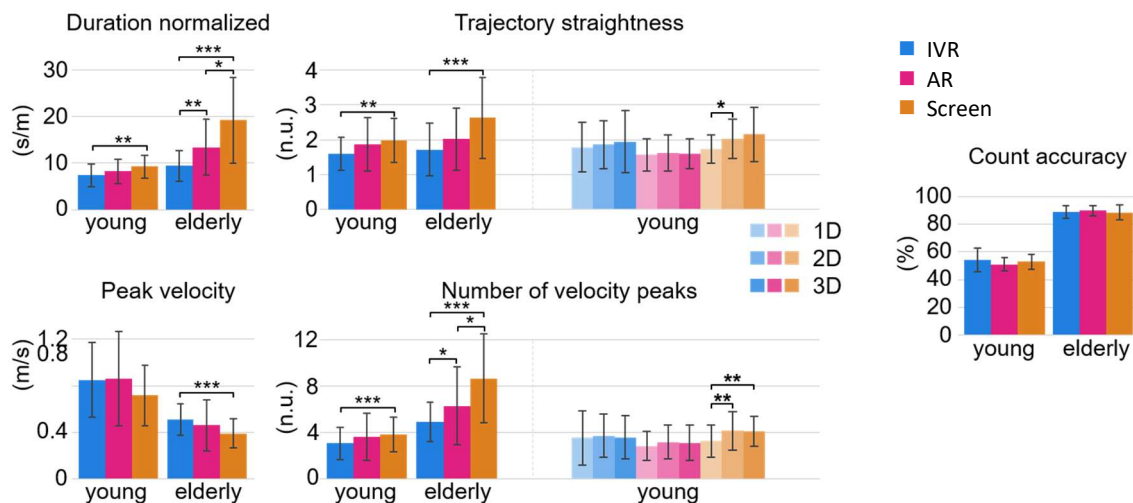 Duration normalized
30
20
10
0
(s/m)
***
*
**
**
young
elderly
Trajectory straightness
4
3
2
1
0
(n.u.)
**
***
*
young
elderly
young
1D
2D
3D
IVR
AR
Screen
Count accuracy
100
80
60
40
20
0
(%)
young
elderly
Peak velocity
1.2
0.8
0.4
0
(m/s)
***
young
elderly
Number of velocity peaks
12
8
4
0
(n.u.)
***
***
*
*
**
**
young
elderly
young